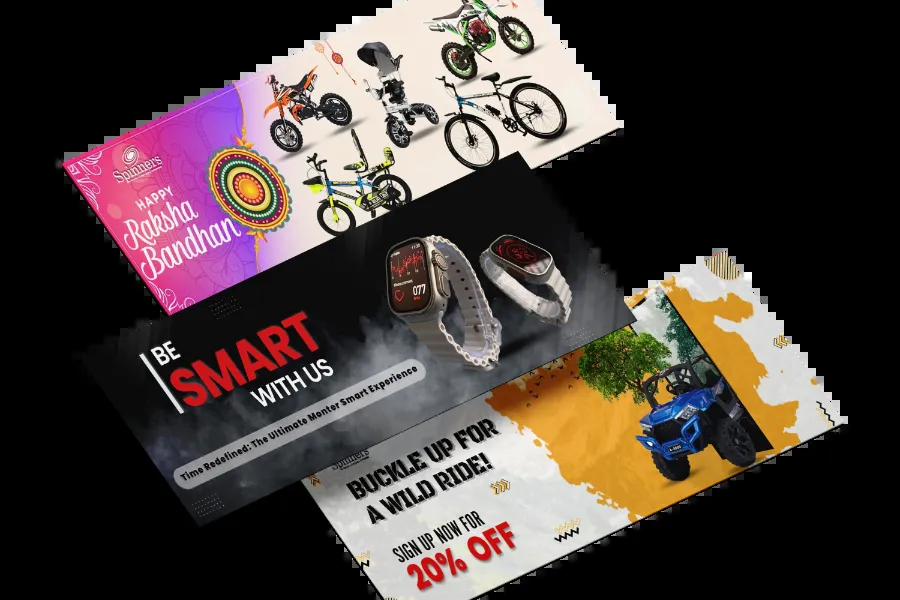 Spinners
HAPPY
Raksha
Bandhan
BE
SMART
WITH US
Time Redefined: The Ultimate Monter Smart Experience
077
Spinners
BUCKLE UP FOR
A WILD RIDE!
SIGN UP NOW FOR
20% OFF